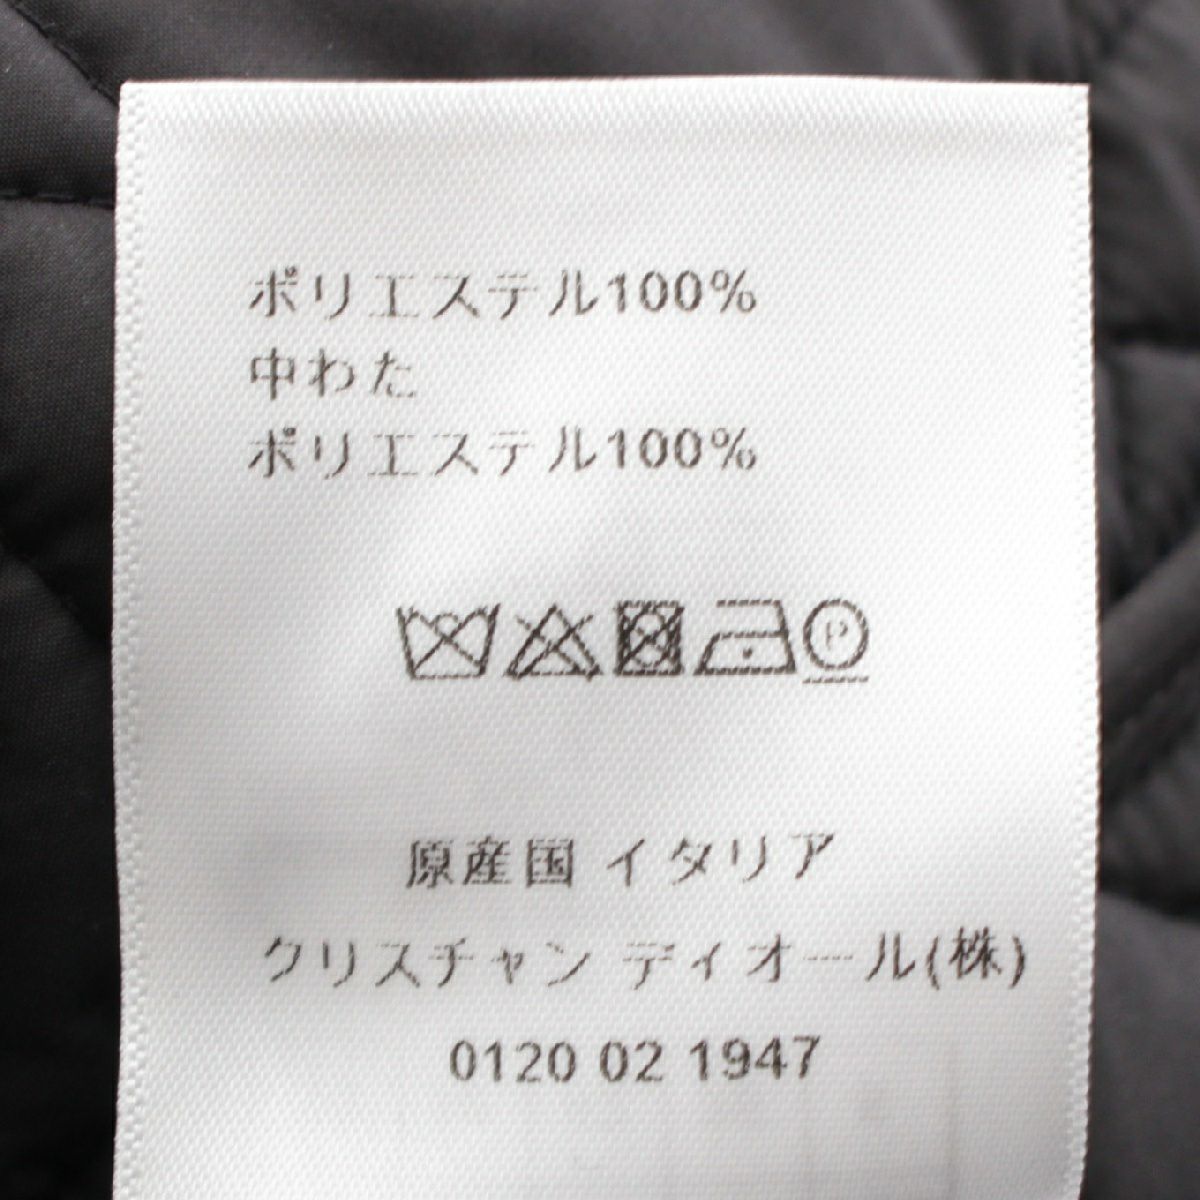 ポリエステル100%
中わた
ポリエステル100%
P
原産国 イタリア
クリスチャン ディオール(株)
0120 02 1947